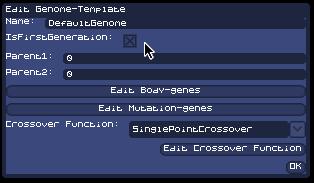 Edit Genome-Template
Name: DefaultGenome
IsFirstGeneration:
Parent1: 0
Parent2: 0
Edit Body-genes
Edit Mutation-genes
Crossover Function: SinglePointCrossover
Edit Crossover Function
OK